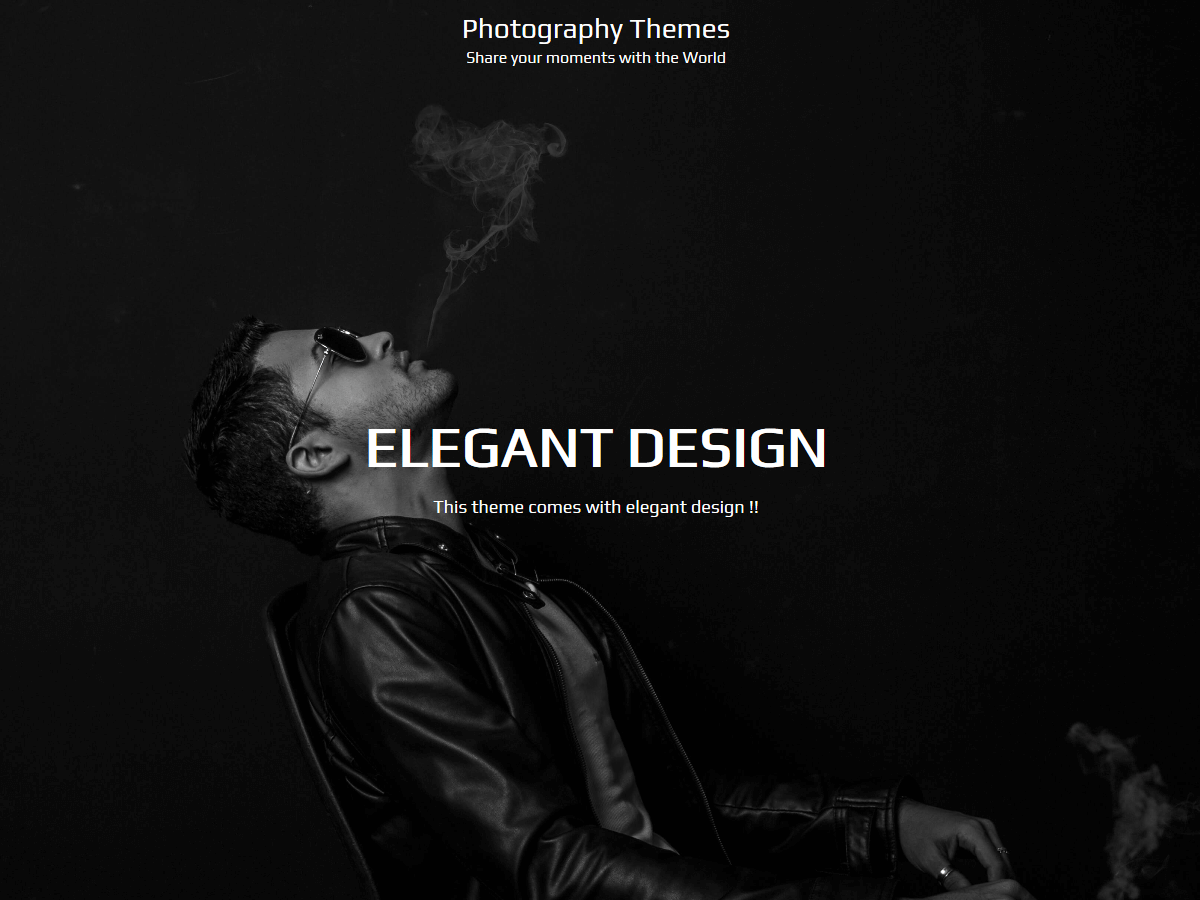 Photography Themes
Share your moments with the World
ELEGANT DESIGN
This theme comes with elegant design !!